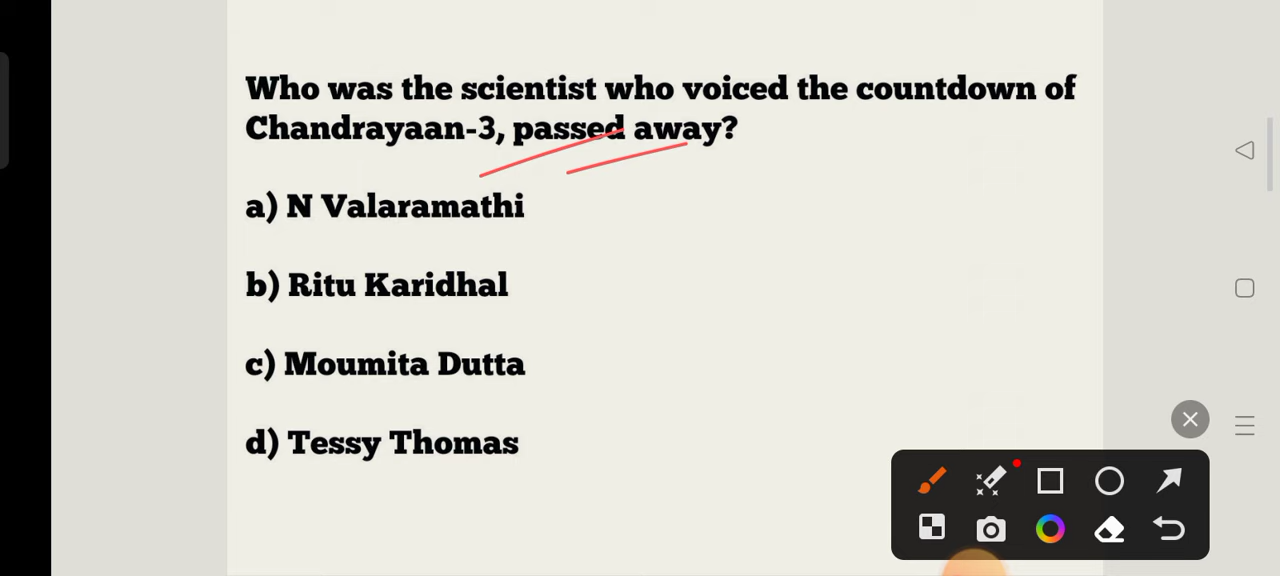 Who was the scientist who voiced the countdown of
Chandrayaan-3, passed away?
a) N Valaramathi
b) Ritu Karidhal
c) Moumita Dutta
d) Tessy Thomas